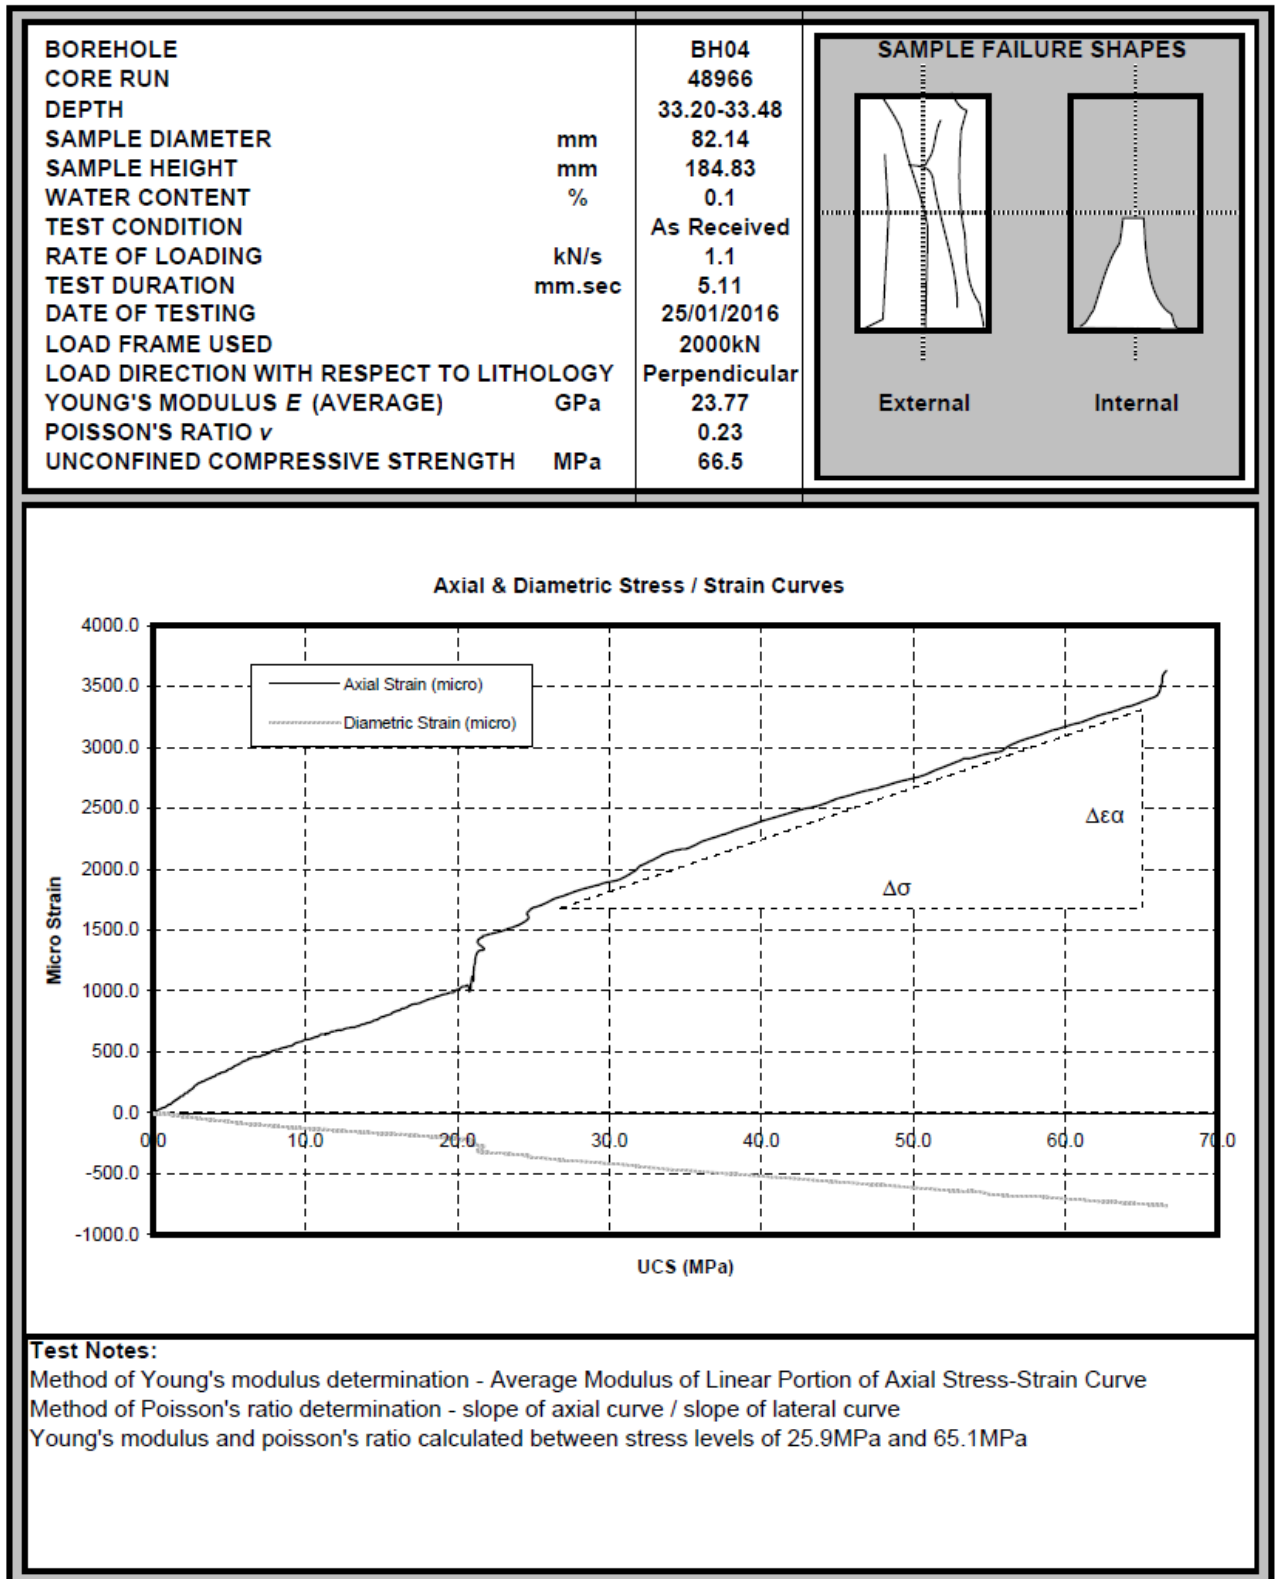 BOREHOLE BH04
CORE RUN 48966
DEPTH 33.20-33.48
SAMPLE DIAMETER mm 82.14
SAMPLE HEIGHT mm 184.83
WATER CONTENT % 0.1
TEST CONDITION As Received
RATE OF LOADING kN/s 1.1
TEST DURATION mm.sec 5.11
DATE OF TESTING 25/01/2016
LOAD FRAME USED 2000kN
LOAD DIRECTION WITH RESPECT TO LITHOLOGY Perpendicular
YOUNG'S MODULUS E (AVERAGE) GPa 23.77
POISSON'S RATIO v 0.23
UNCONFINED COMPRESSIVE STRENGTH MPa 66.5
SAMPLE FAILURE SHAPES
External Internal
Axial & Diametric Stress / Strain Curves
4000.0
3500.0
3000.0
2500.0
2000.0
1500.0
1000.0
500.0
0.0
-500.0
-1000.0
Micro Strain
Axial Strain (micro)
Diametric Strain (micro)
Δεα
Δσ
0.0 10.0 20.0 30.0 40.0 50.0 60.0 70.0
UCS (MPa)
Test Notes:
Method of Young's modulus determination - Average Modulus of Linear Portion of Axial Stress-Strain Curve
Method of Poisson's ratio determination - slope of axial curve / slope of lateral curve
Young's modulus and poisson's ratio calculated between stress levels of 25.9MPa and 65.1MPa